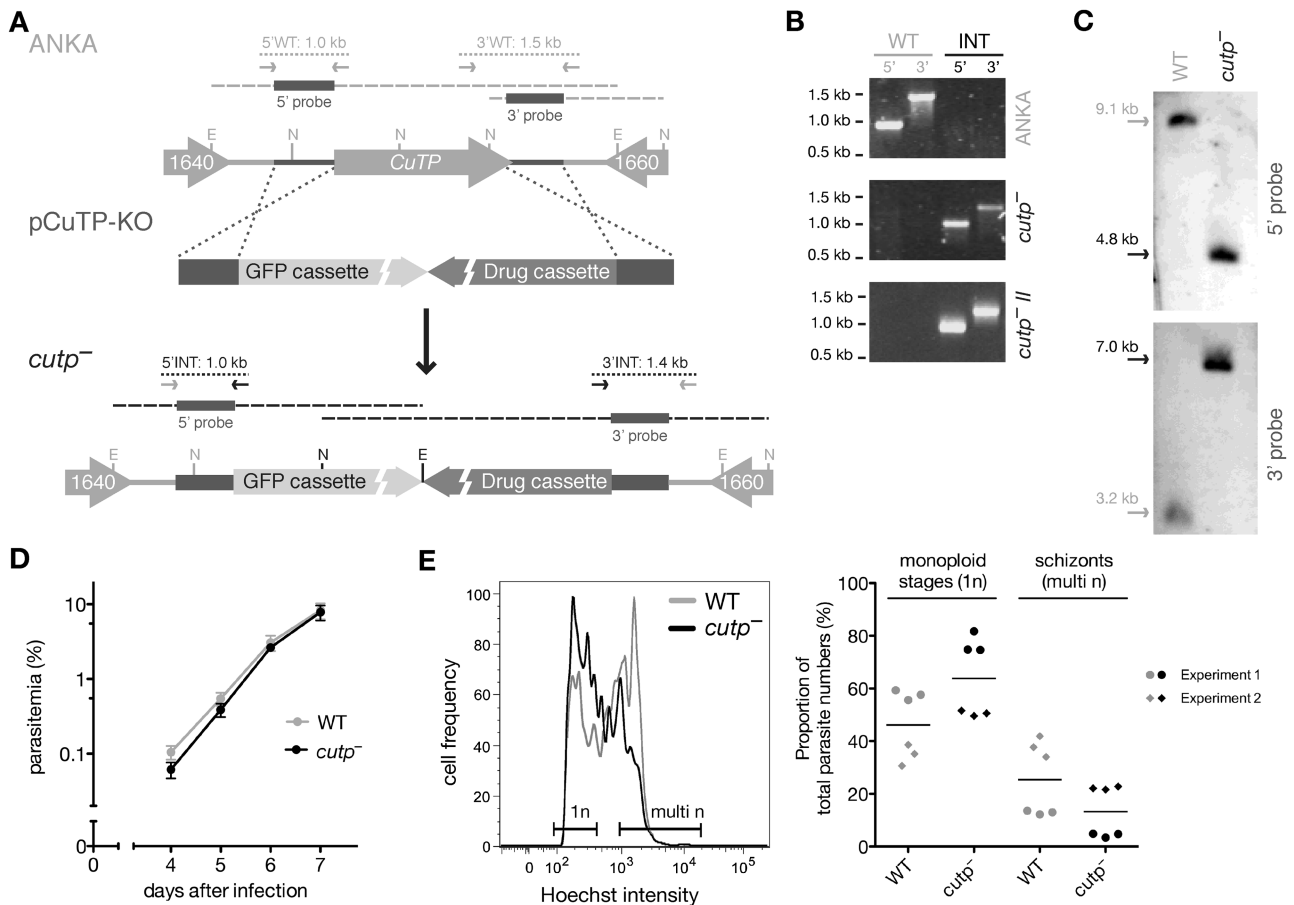 A
ANKA
5'WT: 1.0 kb
3'WT: 1.5 kb
5' probe
3' probe
E
N
N
N
E
N
1640
CuTP
1660
pCuTP-KO
GFP cassette
Drug cassette
cutp–
5'INT: 1.0 kb
3'INT: 1.4 kb
5' probe
3' probe
E
N
N
E
E
N
1640
GFP cassette
Drug cassette
1660
B
WT
INT
5' 3' 5' 3'
1.5 kb
1.0 kb
0.5 kb
ANKA
1.5 kb
1.0 kb
0.5 kb
cutp–
1.5 kb
1.0 kb
0.5 kb
cutp– II
C
WT
cutp–
9.1 kb
4.8 kb
5' probe
7.0 kb
3.2 kb
3' probe
D
parasitemia (%)
10
1
0.1
0
0 4 5 6 7
days after infection
WT
cutp–
E
cell frequency
100
80
60
40
20
0
WT
cutp–
1n
multi n
0 10² 10³ 10⁴ 10⁵
Hoechst intensity
monoploid
stages (1n)
schizonts
(multi n)
Proportion of
total parasite numbers (%)
100
80
60
40
20
0
WT
cutp–
WT
cutp–
Experiment 1
Experiment 2